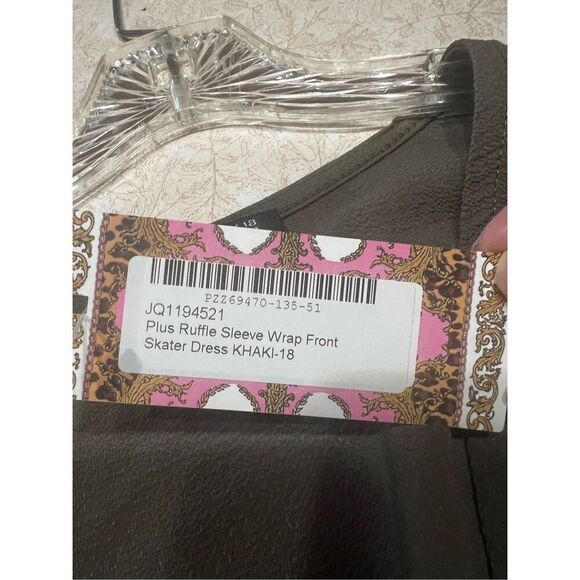 18
PZZ69470-135-51
JQ1194521
Plus Ruffle Sleeve Wrap Front
Skater Dress KHAKI-18